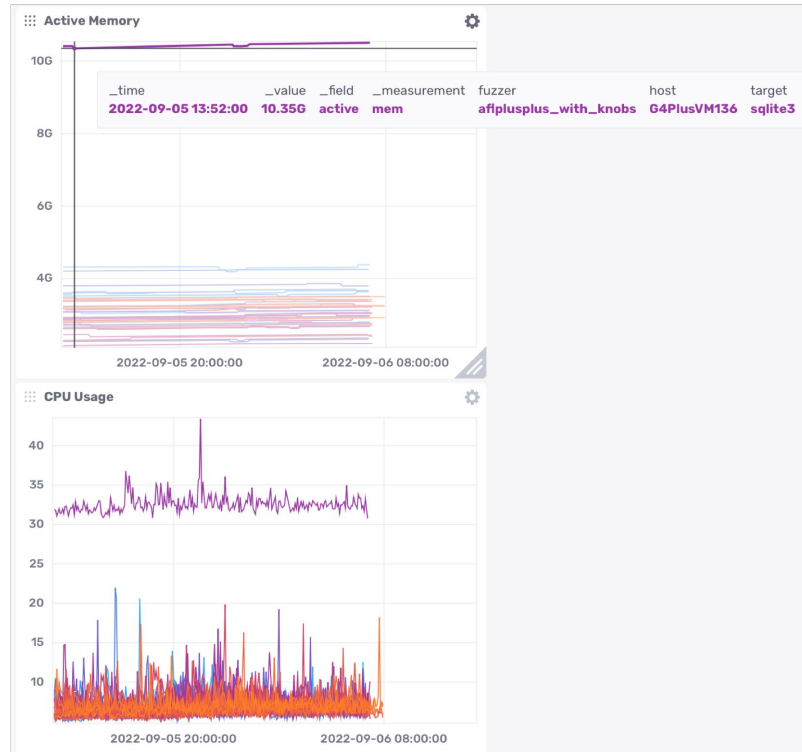 Active Memory
10G
_time _value _field _measurement fuzzer host target
2022-09-05 13:52:00 10.35G active mem aflplusplus_with_knobs G4PlusVM136 sqlite3
8G
6G
4G
2022-09-05 20:00:00 2022-09-06 08:00:00
CPU Usage
40
35
30
25
20
15
10
2022-09-05 20:00:00 2022-09-06 08:00:00